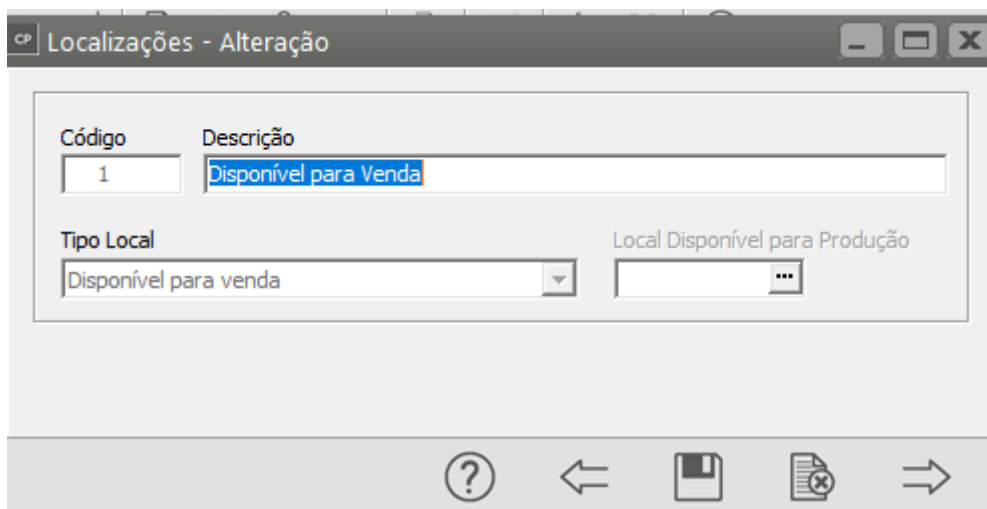 CP Localizações - Alteração
Código Descrição
1 Disponível para Venda
Tipo Local Local Disponível para Produção
Disponível para venda ...
?